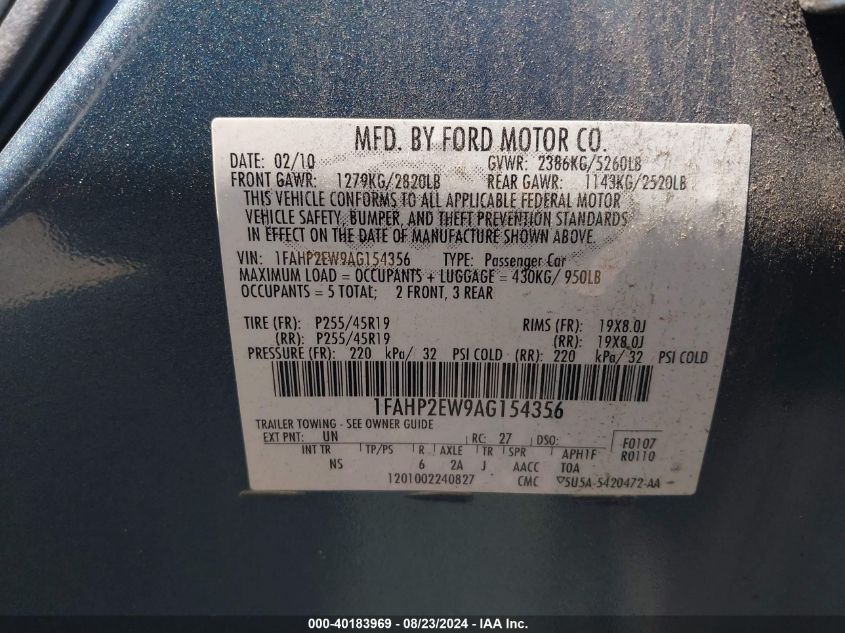 MFD. BY FORD MOTOR CO.
DATE: 02/10 GVWR: 2386KG/5260LB
FRONT GAWR: 1279KG/2820LB REAR GAWR: 1143KG/2520LB
THIS VEHICLE CONFORMS TO ALL APPLICABLE FEDERAL MOTOR
VEHICLE SAFETY, BUMPER, AND THEFT PREVENTION STANDARDS
IN EFFECT ON THE DATE OF MANUFACTURE SHOWN ABOVE.
VIN: 1FAHP2EW9AG154356 TYPE: Passenger Car
MAXIMUM LOAD = OCCUPANTS + LUGGAGE = 430KG/ 950LB
OCCUPANTS = 5 TOTAL; 2 FRONT, 3 REAR
TIRE (FR): P255/45R19 RIMS (FR): 19X8.0J
(RR): P255/45R19 (RR): 19X8.0J
PRESSURE (FR): 220 kPa/ 32 PSI COLD (RR): 220 kPa/ 32 PSI COLD
1FAHP2EW9AG154356
TRAILER TOWING - SEE OWNER GUIDE
EXT PNT: UN RC: 27 DSO: F0107
INT TR TP/PS R AXLE TR SPR APH1F R0110
NS 6 2A J AACC TOA
1201002240827 CMC 5U5A-5420472-AA
000-40183969 - 08/23/2024 - IAA Inc.